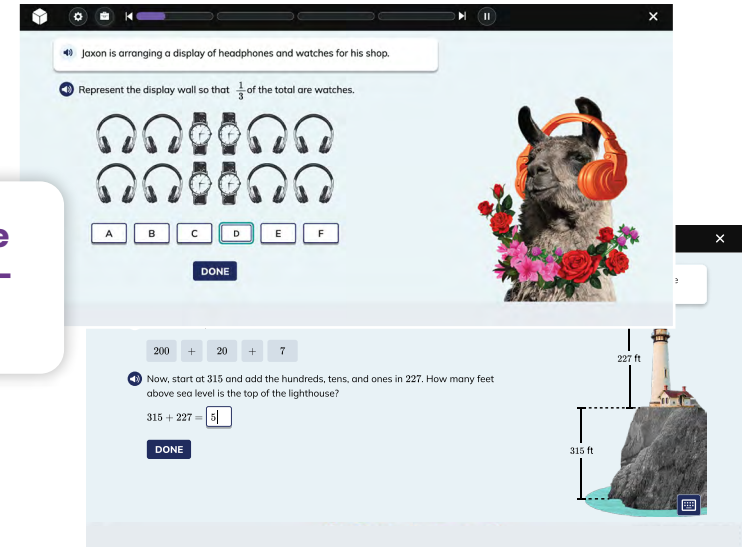 Jaxon is arranging a display of headphones and watches for his shop.
Represent the display wall so that 1/3 of the total are watches.
A B C D E F
DONE
e
200 + 20 + 7
Now, start at 315 and add the hundreds, tens, and ones in 227. How many feet
above sea level is the top of the lighthouse?
315 + 227 = 5
DONE
e
227 ft
315 ft